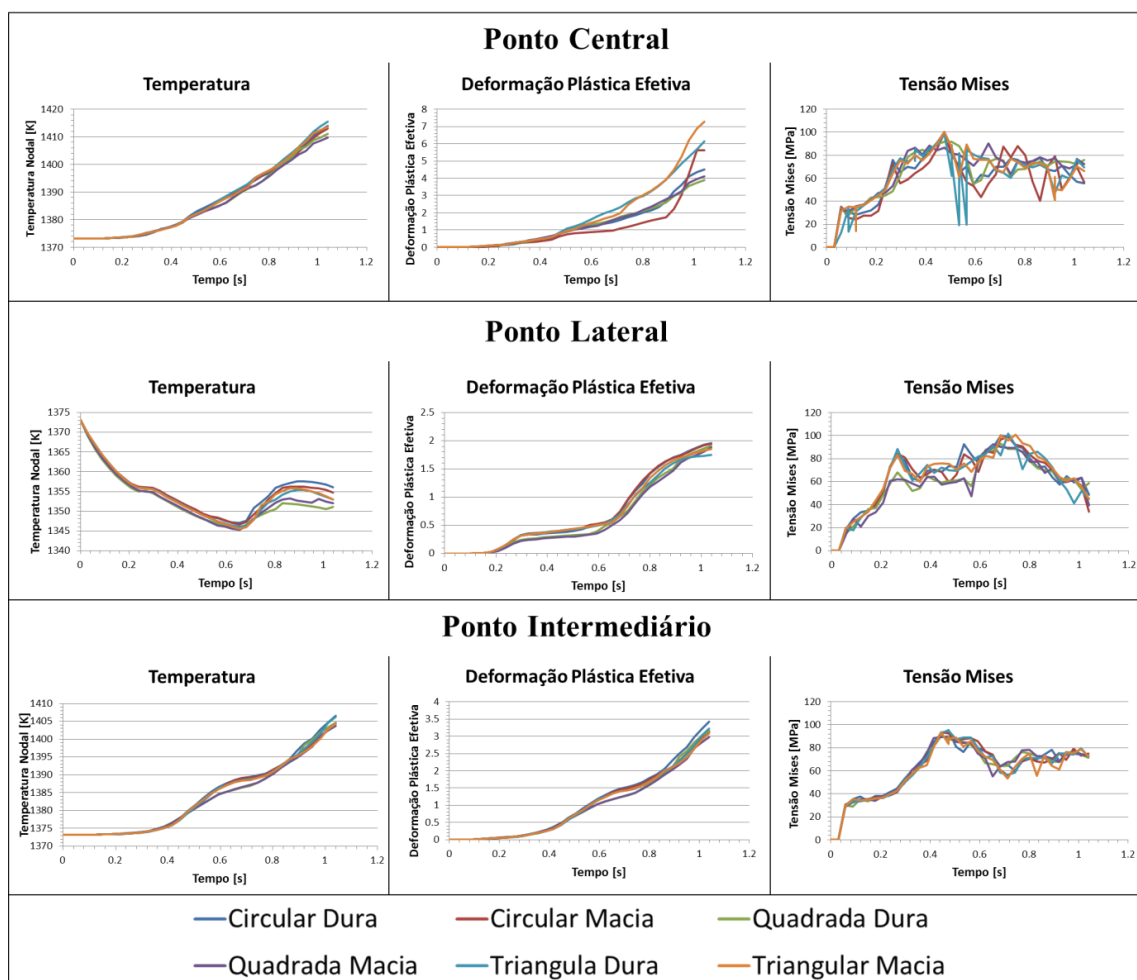 Ponto Central
Temperatura
Temperatura Nodal [K]
1420
1410
1400
1390
1380
1370
0 0.2 0.4 0.6 0.8 1 1.2
Tempo [s]
Deformação Plástica Efetiva
Deformação Plástica Efetiva
8
7
6
5
4
3
2
1
0
0 0.2 0.4 0.6 0.8 1 1.2
Tempo [s]
Tensão Mises
Tensão Mises [MPa]
120
100
80
60
40
20
0
0 0.2 0.4 0.6 0.8 1 1.2
Tempo [s]
Ponto Lateral
Temperatura
Temperatura Nodal [K]
1375
1370
1365
1360
1355
1350
1345
1340
0 0.2 0.4 0.6 0.8 1 1.2
Tempo [s]
Deformação Plástica Efetiva
Deformação Plástica Efetiva
2.5
2
1.5
1
0.5
0
0 0.2 0.4 0.6 0.8 1 1.2
Tempo [s]
Tensão Mises
Tensão Mises [MPa]
120
100
80
60
40
20
0
0 0.2 0.4 0.6 0.8 1 1.2
Tempo [s]
Ponto Intermediário
Temperatura
Temperatura Nodal [K]
1410
1405
1400
1395
1390
1385
1380
1375
1370
0 0.2 0.4 0.6 0.8 1 1.2
Tempo [s]
Deformação Plástica Efetiva
Deformação Plástica Efetiva
4
3.5
3
2.5
2
1.5
1
0.5
0
0 0.2 0.4 0.6 0.8 1 1.2
Tempo [s]
Tensão Mises
Tensão Mises [MPa]
120
100
80
60
40
20
0
0 0.2 0.4 0.6 0.8 1 1.2
Tempo [s]
Circular Dura Circular Macia Quadrada Dura
Quadrada Macia Triangula Dura Triangular Macia